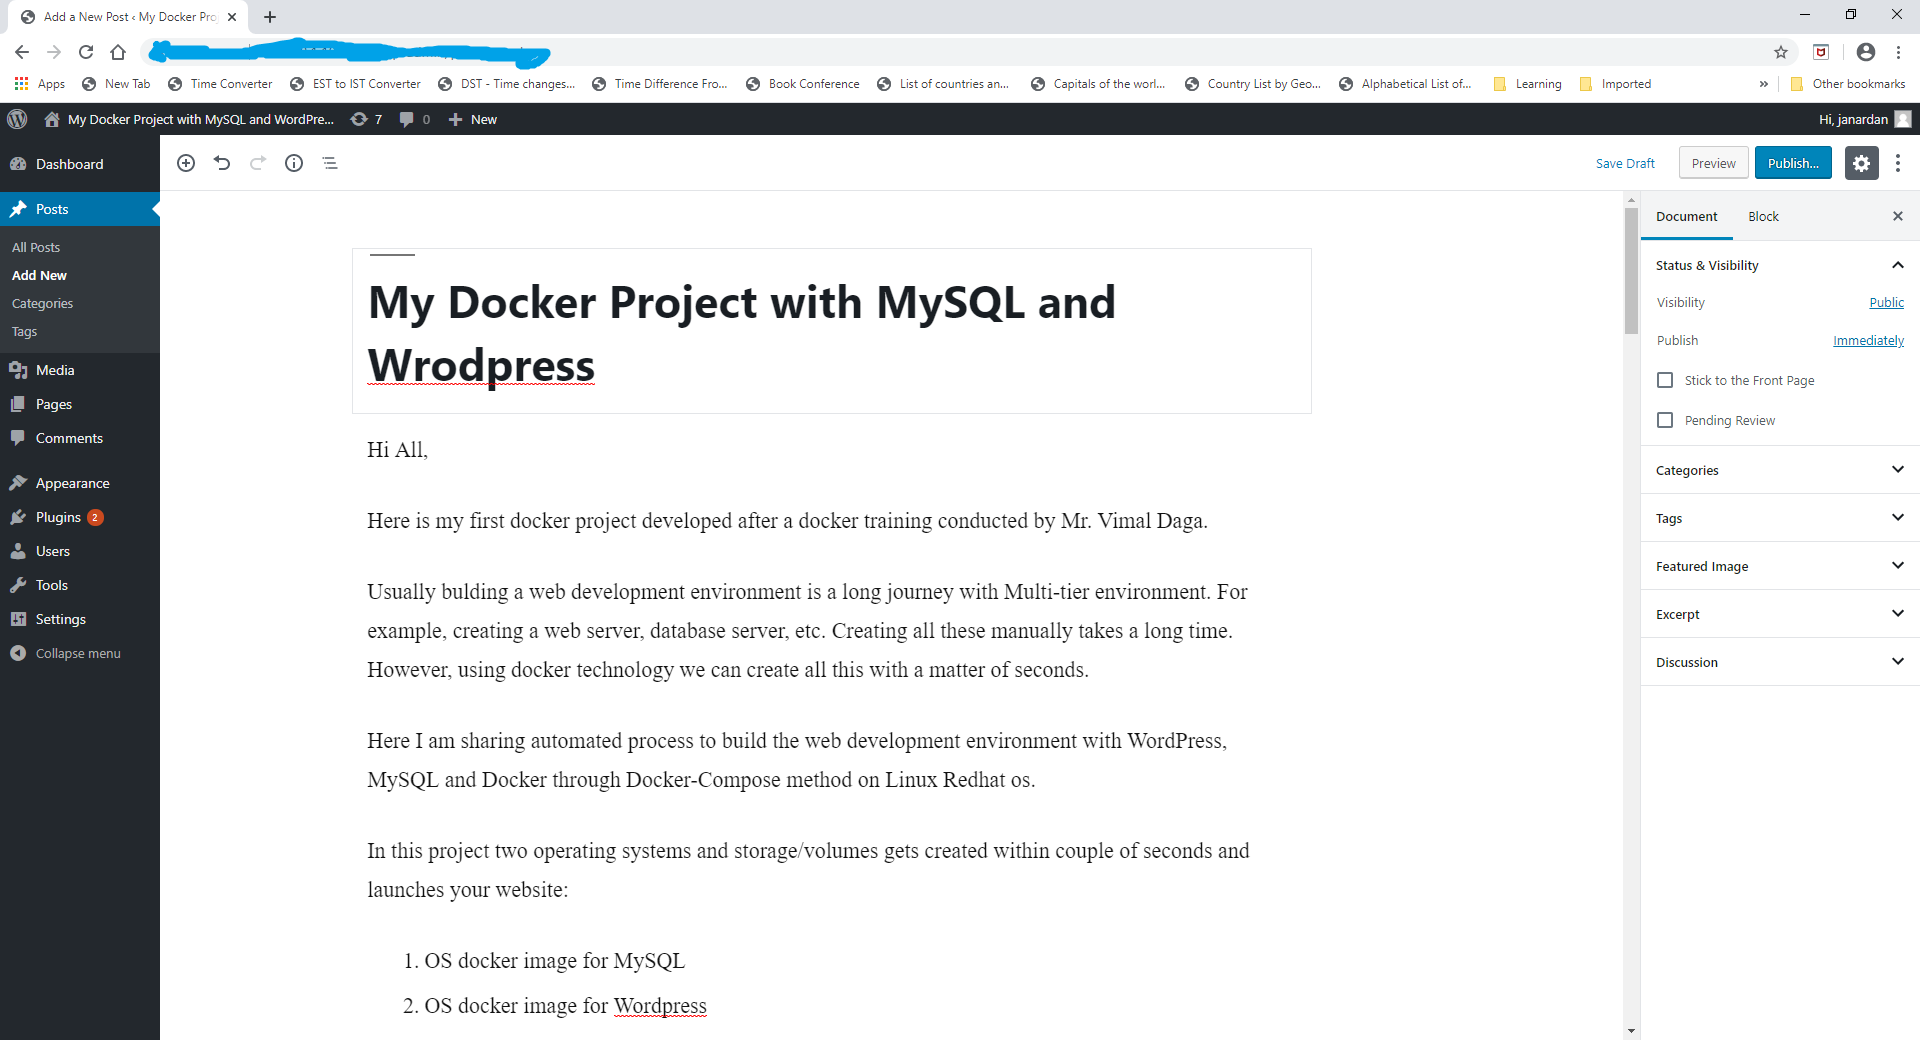 Add a New Post ‹ My Docker Pro
Apps New Tab Time Converter EST to IST Converter DST - Time changes... Time Difference Fro... Book Conference List of countries an... Capitals of the worl... Country List by Geo... Alphabetical List of... Learning Imported » Other bookmarks
My Docker Project with MySQL and WordPre... 7 0 New Hi, janardan
Dashboard
Posts
All Posts
Add New
Categories
Tags
Media
Pages
Comments
Appearance
Plugins 2
Users
Tools
Settings
Collapse menu
Save Draft Preview Publish...
My Docker Project with MySQL and
Wrodpress
Hi All,
Here is my first docker project developed after a docker training conducted by Mr. Vimal Daga.
Usually bulding a web development environment is a long journey with Multi-tier environment. For
example, creating a web server, database server, etc. Creating all these manually takes a long time.
However, using docker technology we can create all this with a matter of seconds.
Here I am sharing automated process to build the web development environment with WordPress,
MySQL and Docker through Docker-Compose method on Linux Redhat os.
In this project two operating systems and storage/volumes gets created within couple of seconds and
launches your website:
1. OS docker image for MySQL
2. OS docker image for Wordpress
Document Block
Status & Visibility
Visibility Public
Publish Immediately
Stick to the Front Page
Pending Review
Categories
Tags
Featured Image
Excerpt
Discussion